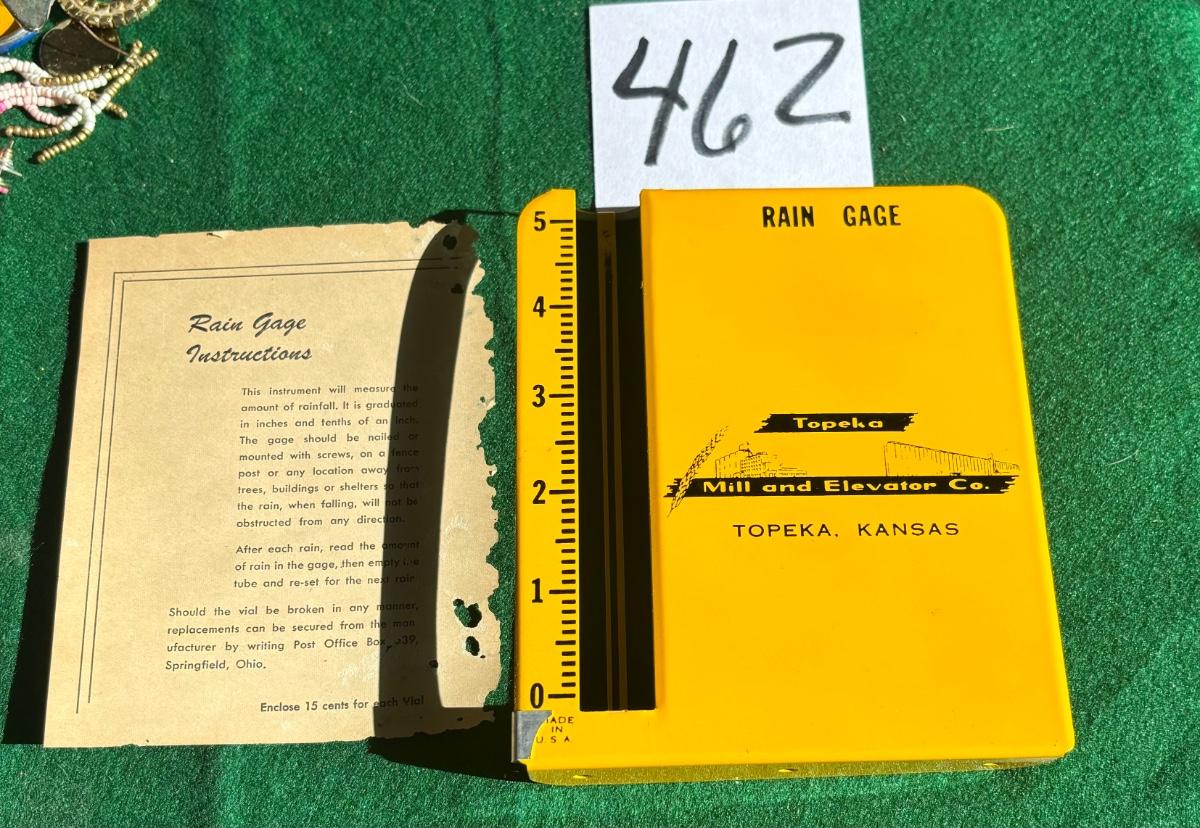 462
Rain Gage
Instructions
This instrument will measure the
amount of rainfall. It is graduated
in inches and tenths of an inch.
The gage should be nailed or
mounted with screws, on a fence
post or any location away from
trees, buildings or shelters so that
the rain, when falling, will not be
obstructed from any direction.
After each rain, read the amount
of rain in the gage, then empty the
tube and re-set for the next rain
Should the vial be broken in any manner,
replacements can be secured from the man
ufacturer by writing Post Office Box
Springfield, Ohio.
Enclose 15 cents for each Vial
RAIN GAGE
5
4
3
2
1
0
Topeka
Mill and Elevator Co.
TOPEKA, KANSAS
MADE
IN
U.S.A.